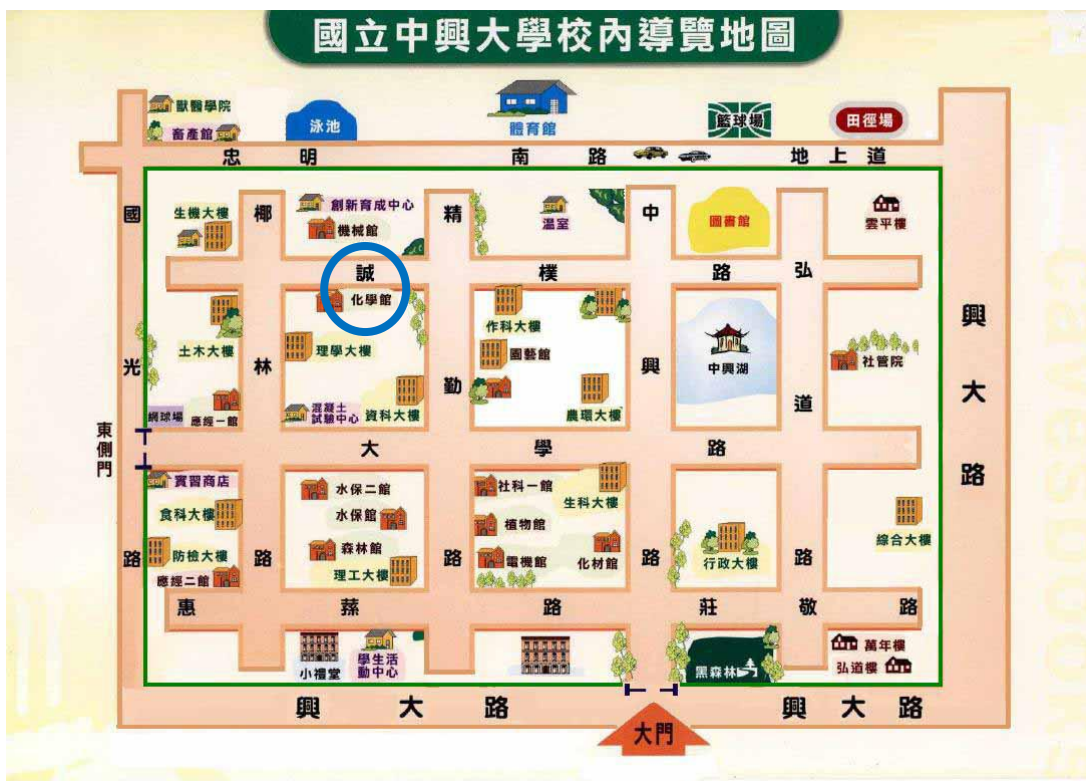 國立中興大學校內導覽地圖
獸醫學院
畜產館
泳池
體育館
籃球場
田徑場
忠明南路
地上道
國光路
椰林路
精勤路
中興路
弘道路
興大路
生機大樓
創新育成中心
機械館
溫室
圖書館
雲平樓
誠樸路
化學館
土木大樓
理學大樓
作科大樓
園藝館
中興湖
社管院
網球場
應經一館
混凝土
試驗中心
資科大樓
農環大樓
東側門
大學路
實習商店
食科大樓
防檢大樓
應經二館
水保二館
水保館
森林館
理工大樓
社科一館
植物館
電機館
生科大樓
化材館
行政大樓
綜合大樓
惠蓀路
莊敬路
小禮堂
學生活
動中心
黑森林
萬年樓
弘道樓
興大路
興大路
大門